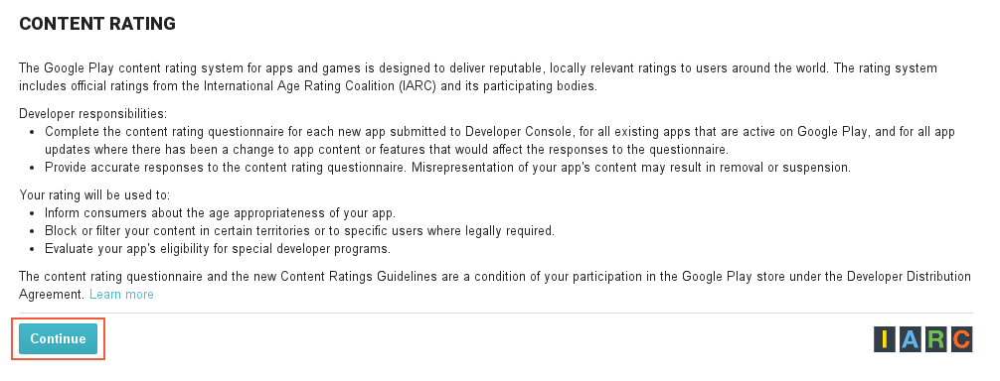 CONTENT RATING
The Google Play content rating system for apps and games is designed to deliver reputable, locally relevant ratings to users around the world. The rating system
includes official ratings from the International Age Rating Coalition (IARC) and its participating bodies.
Developer responsibilities:
• Complete the content rating questionnaire for each new app submitted to Developer Console, for all existing apps that are active on Google Play, and for all app
updates where there has been a change to app content or features that would affect the responses to the questionnaire.
• Provide accurate responses to the content rating questionnaire. Misrepresentation of your app's content may result in removal or suspension.
Your rating will be used to:
• Inform consumers about the age appropriateness of your app.
• Block or filter your content in certain territories or to specific users where legally required.
• Evaluate your app's eligibility for special developer programs.
The content rating questionnaire and the new Content Ratings Guidelines are a condition of your participation in the Google Play store under the Developer Distribution
Agreement. Learn more
Continue
IARC